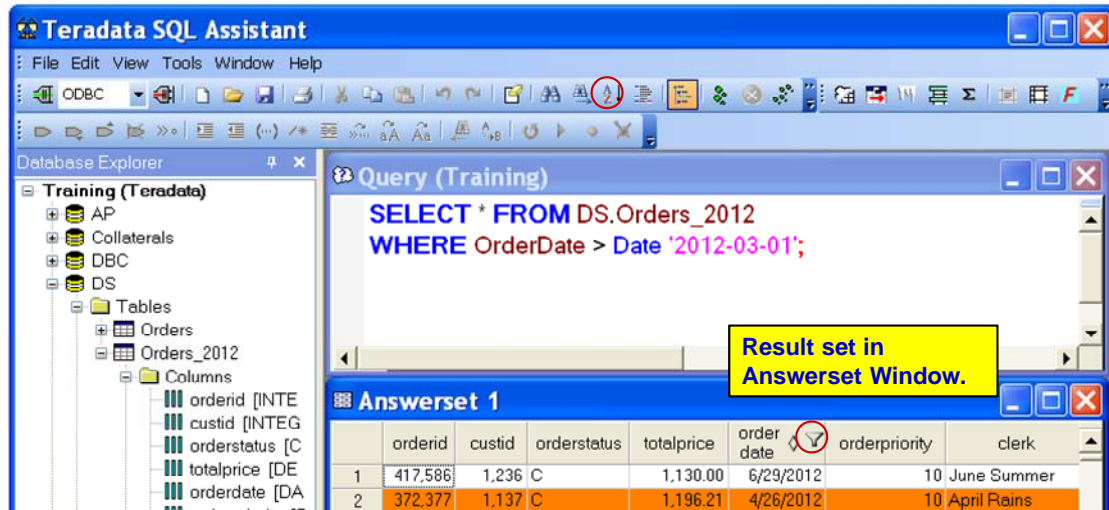 Teradata SQL Assistant
File Edit View Tools Window Help
ODBC
Database Explorer
Training (Teradata)
AP
Collaterals
DBC
DS
Tables
Orders
Orders_2012
Columns
orderid [INTE
custid [INTEG
orderstatus [C
totalprice [DE
orderdate [DA
Query (Training)
SELECT * FROM DS.Orders_2012
WHERE OrderDate > Date '2012-03-01';
Result set in
Answerset Window.
Answerset 1
orderid custid orderstatus totalprice order date orderpriority clerk
1 417,586 1,236 C 1,130.00 6/29/2012 10 June Summer
2 372,377 1,137 C 1,196.21 4/26/2012 10 April Rains